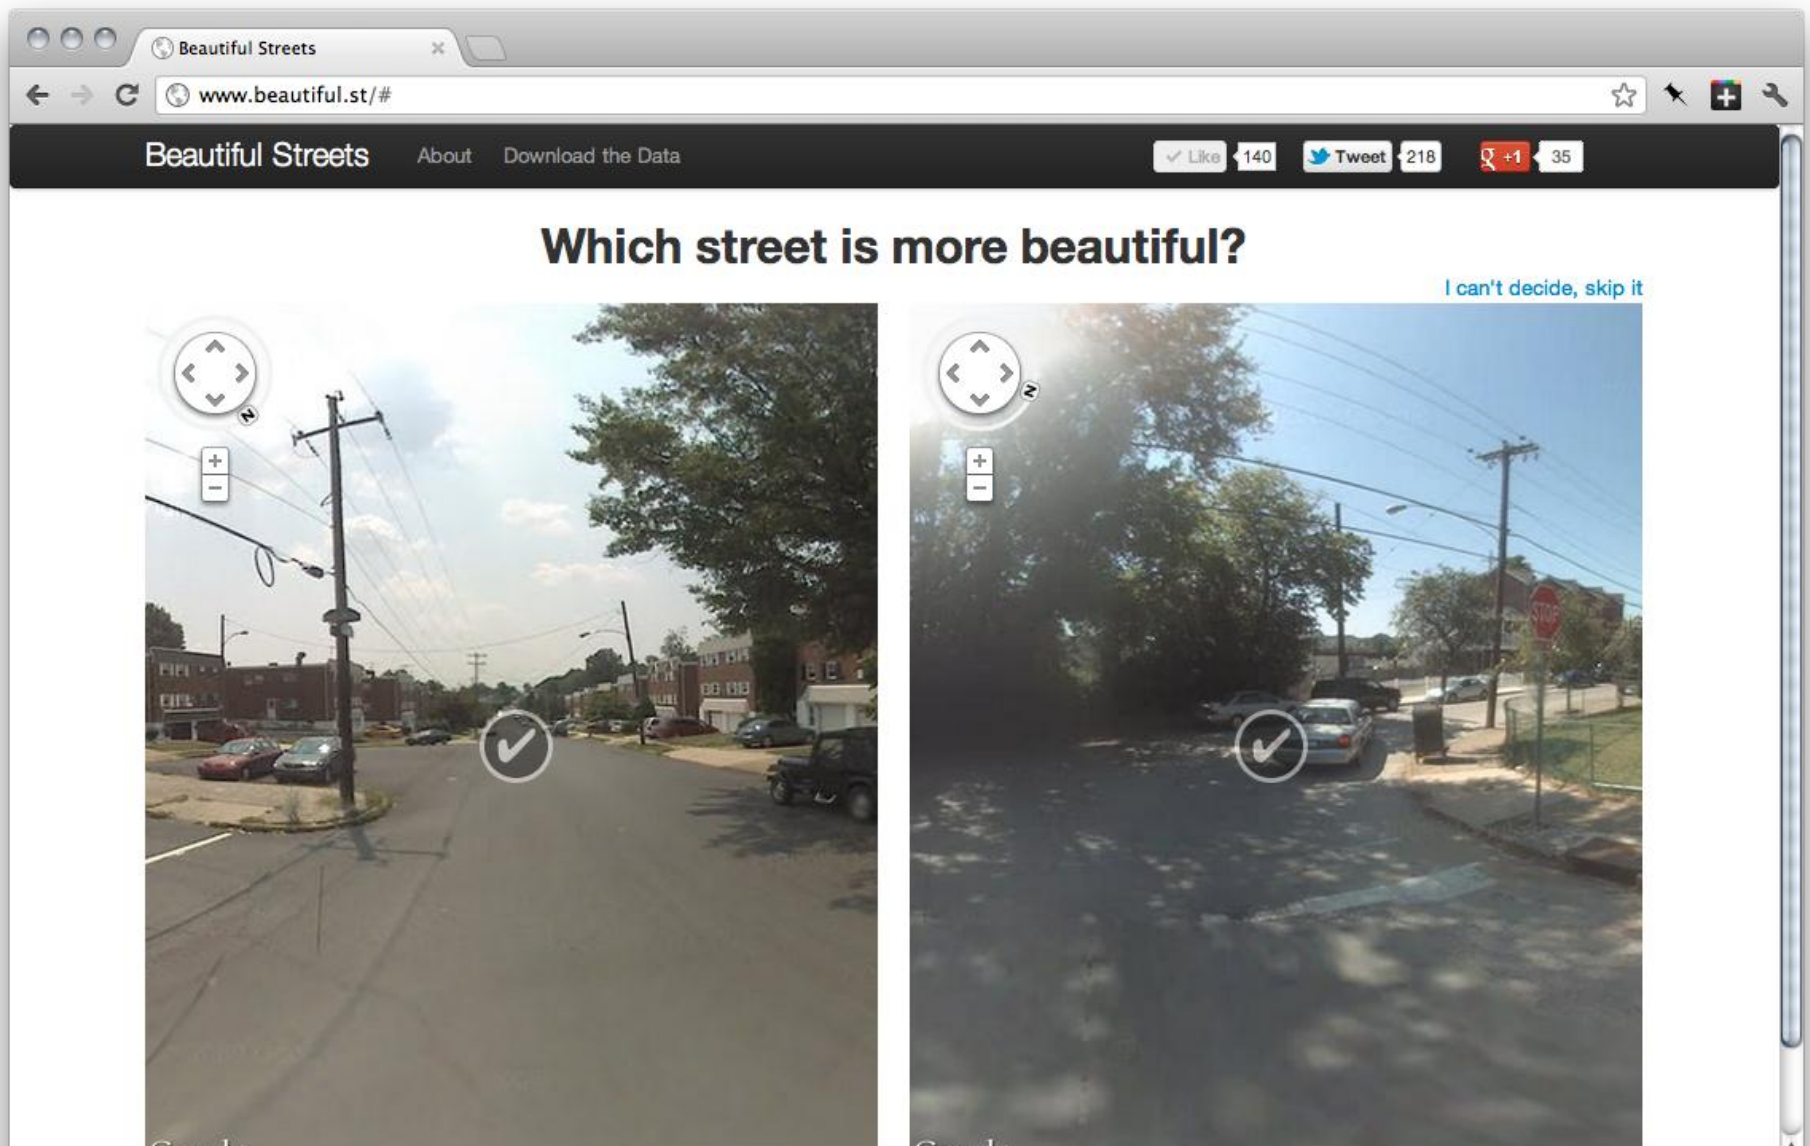 Beautiful Streets
www.beautiful.st/#
Beautiful Streets About Download the Data Like 140 Tweet 218 +1 35
Which street is more beautiful?
I can't decide, skip it
N
N
STOP